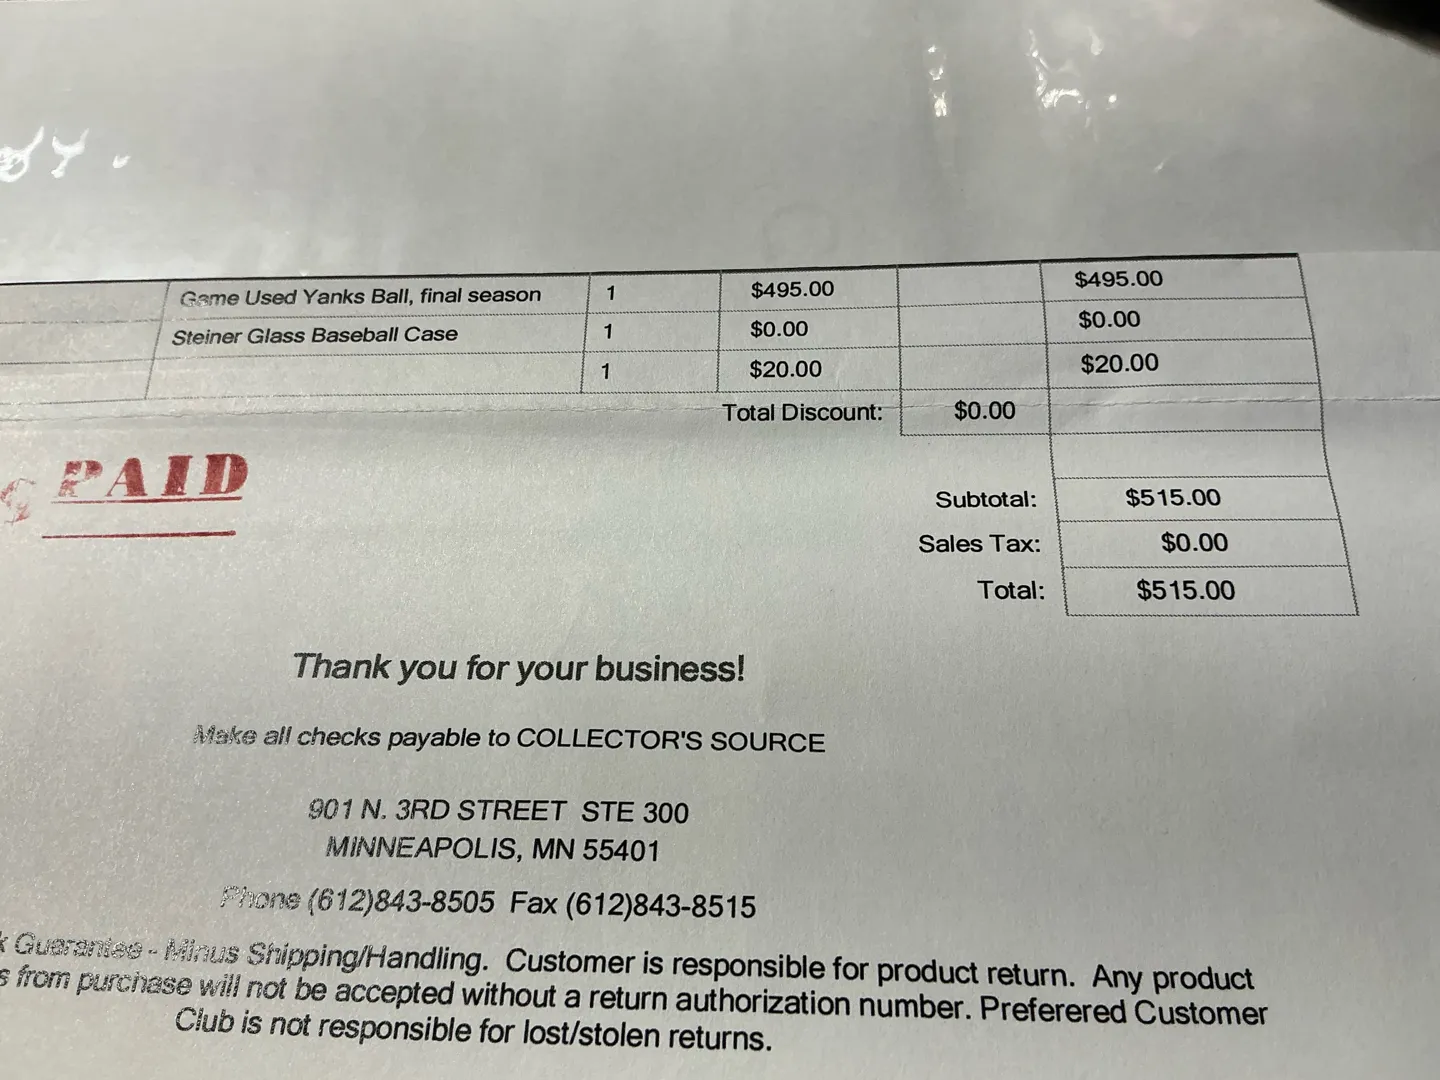 Game Used Yanks Ball, final season 1 $495.00 $495.00
Steiner Glass Baseball Case 1 $0.00 $0.00
1 $20.00 $20.00
Total Discount: $0.00
PAID
Subtotal: $515.00
Sales Tax: $0.00
Total: $515.00
Thank you for your business!
Make all checks payable to COLLECTOR'S SOURCE
901 N. 3RD STREET STE 300
MINNEAPOLIS, MN 55401
Phone (612)843-8505 Fax (612)843-8515
Guarantee - Minus Shipping/Handling. Customer is responsible for product return. Any product
from purchase will not be accepted without a return authorization number. Preferered Customer
Club is not responsible for lost/stolen returns.